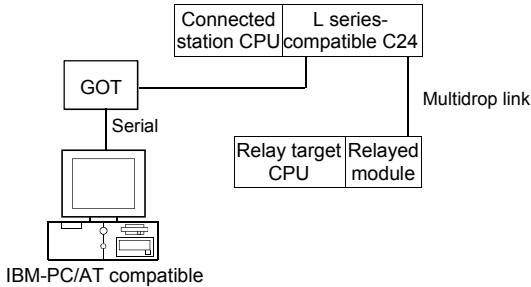 Connected
station CPU
L series-
compatible C24
GOT
Multidrop link
Serial
Relay target
CPU
Relayed
module
IBM-PC/AT compatible